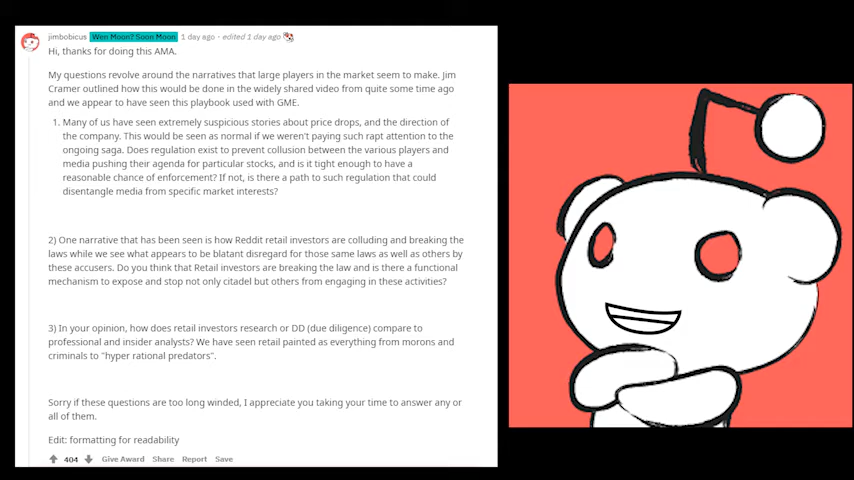 jimbobicus Wen Moon? Soon Moon 1 day ago · edited 1 day ago
Hi, thanks for doing this AMA.
My questions revolve around the narratives that large players in the market seem to make. Jim
Cramer outlined how this would be done in the widely shared video from quite some time ago
and we appear to have seen this playbook used with GME.
1. Many of us have seen extremely suspicious stories about price drops, and the direction of
the company. This would be seen as normal if we weren't paying such rapt attention to the
ongoing saga. Does regulation exist to prevent collusion between the various players and
media pushing their agenda for particular stocks, and is it tight enough to have a
reasonable chance of enforcement? If not, is there a path to such regulation that could
disentangle media from specific market interests?
2) One narrative that has been seen is how Reddit retail investors are colluding and breaking the
laws while we see what appears to be blatant disregard for those same laws as well as others by
these accusers. Do you think that Retail investors are breaking the law and is there a functional
mechanism to expose and stop not only citadel but others from engaging in these activities?
3) In your opinion, how does retail investors research or DD (due diligence) compare to
professional and insider analysts? We have seen retail painted as everything from morons and
criminals to "hyper rational predators".
Sorry if these questions are too long winded, I appreciate you taking your time to answer any or
all of them.
Edit: formatting for readability
404 Give Award Share Report Save